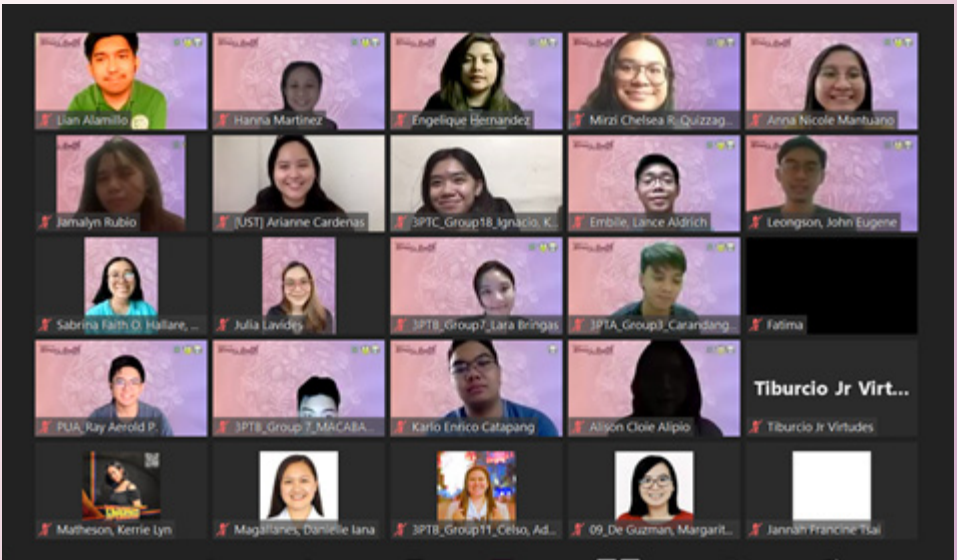 Lian Alamillo
Hanna Martinez
Engelique Hernandez
Mirzi Chelsea R. Quizzag...
Anna Nicole Mantuano
Jamalyn Rubio
[UST] Arianne Cardenas
3PTC_Group18_Ignacio, K...
Embile, Lance Aldrich
Leongson, John Eugene
Sabrina Faith O. Hallare, ...
Julia Lavides
3PTB_Group7_Lara Bringas
3PTA_Group3_Carandang...
Fatima
PUA_Ray Aerold P.
3PTB_Group 7_MACABA...
Karlo Enrico Catapang
Alison Cloie Alipio
Tiburcio Jr Virt...
Tiburcio Jr Virtudes
Matheson, Kerrie Lyn
Magallanes, Danielle Iana
3PTB_Group11_Celso, Ad...
09_De Guzman, Margarit...
Jannah Francine Tsai